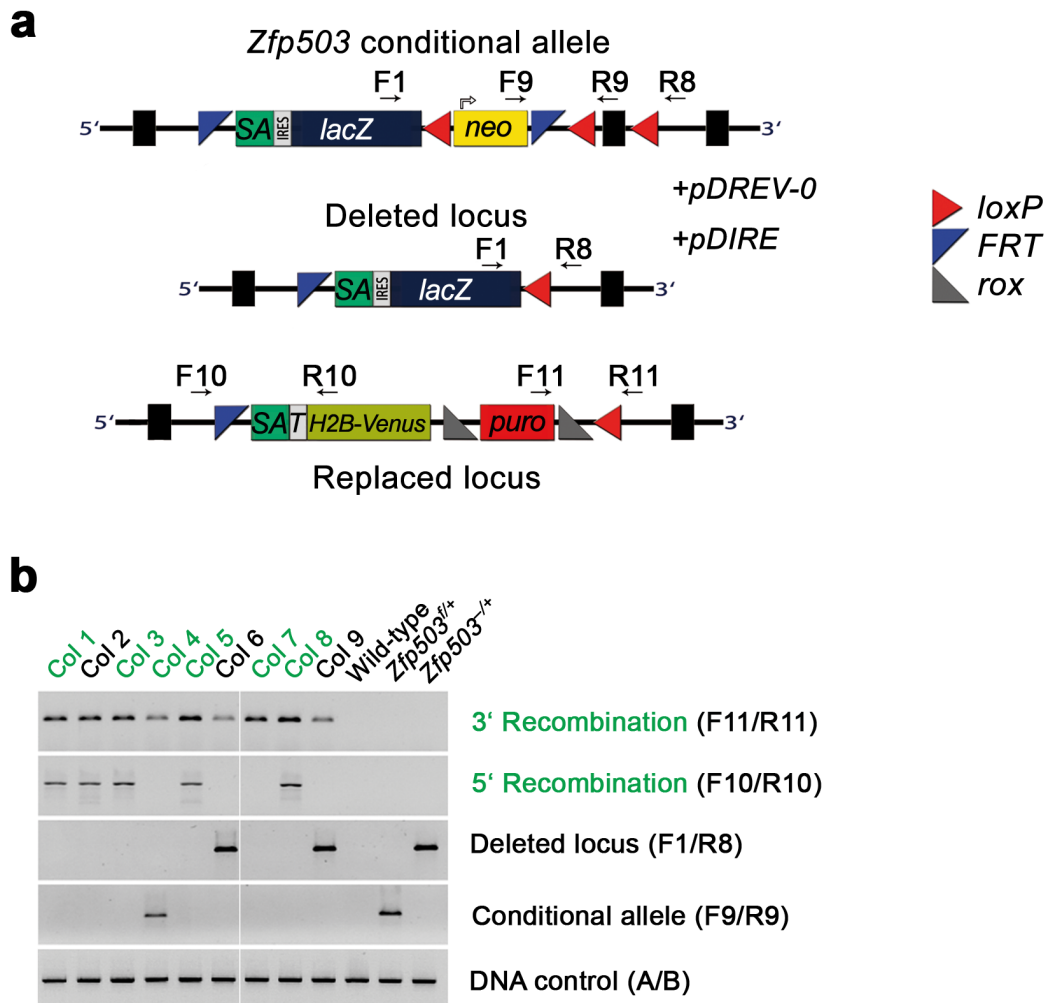 a
Zfp503 conditional allele
F1 F9 R9 R8
5‘ SA IRES lacZ neo 3‘
+pDREV-0
+pDIRE
Deleted locus
F1 R8
5‘ SA IRES lacZ 3‘
loxP
FRT
rox
F10 R10 F11 R11
5‘ SA T H2B-Venus puro 3‘
Replaced locus
b
Col 1 Col 2 Col 3 Col 4 Col 5 Col 6 Col 7 Col 8 Col 9 Wild-type Zfp503f/+ Zfp503–/+
3‘ Recombination (F11/R11)
5‘ Recombination (F10/R10)
Deleted locus (F1/R8)
Conditional allele (F9/R9)
DNA control (A/B)